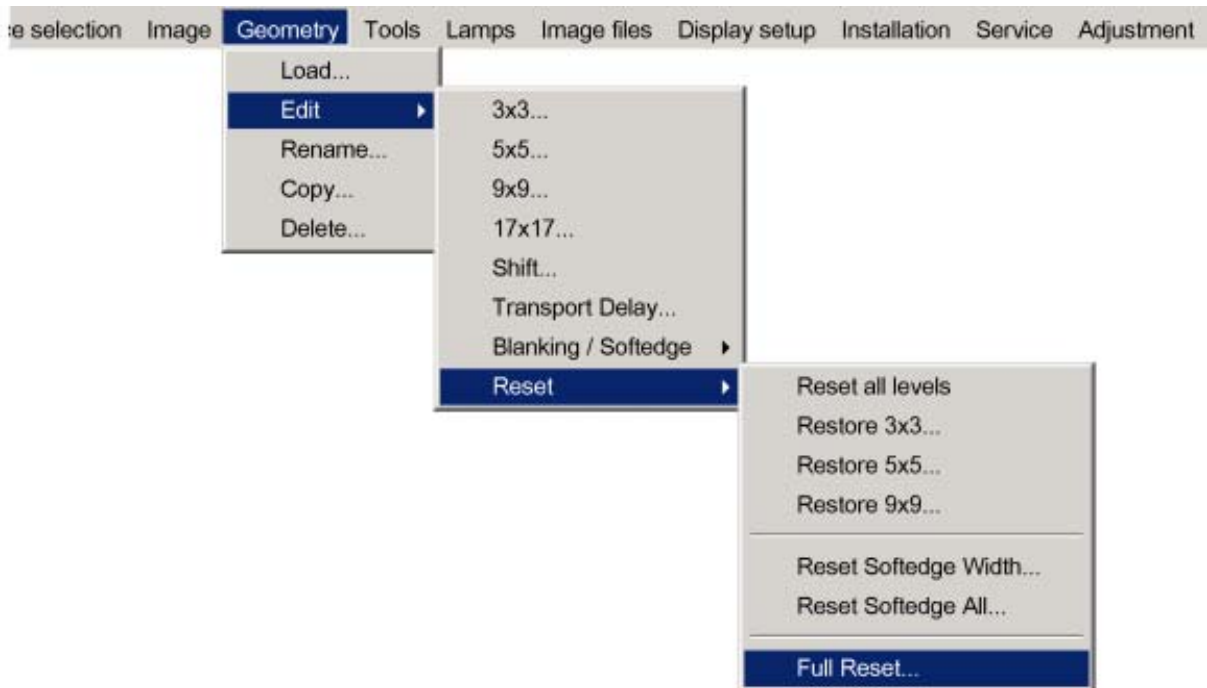 e selection Image Geometry Tools Lamps Image files Display setup Installation Service Adjustment
Load...
Edit
Rename...
Copy...
Delete...
3x3...
5x5...
9x9...
17x17...
Shift...
Transport Delay...
Blanking / Softedge
Reset
Reset all levels
Restore 3x3...
Restore 5x5...
Restore 9x9...
Reset Softedge Width...
Reset Softedge All...
Full Reset...